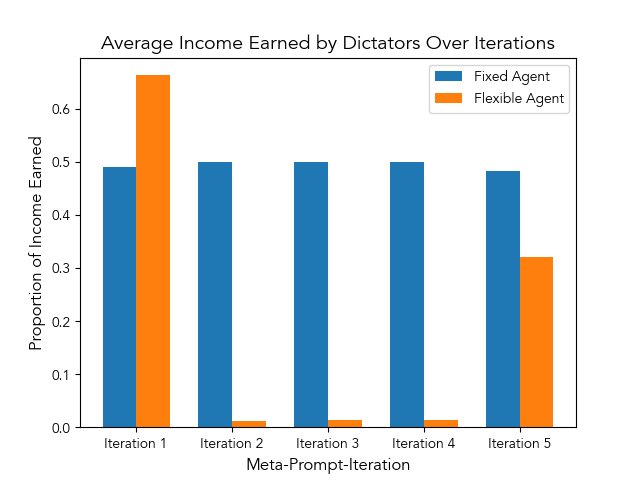 Average Income Earned by Dictators Over Iterations
Fixed Agent
Flexible Agent
Proportion of Income Earned
0.6
0.5
0.4
0.3
0.2
0.1
0.0
Iteration 1 Iteration 2 Iteration 3 Iteration 4 Iteration 5
Meta-Prompt-Iteration